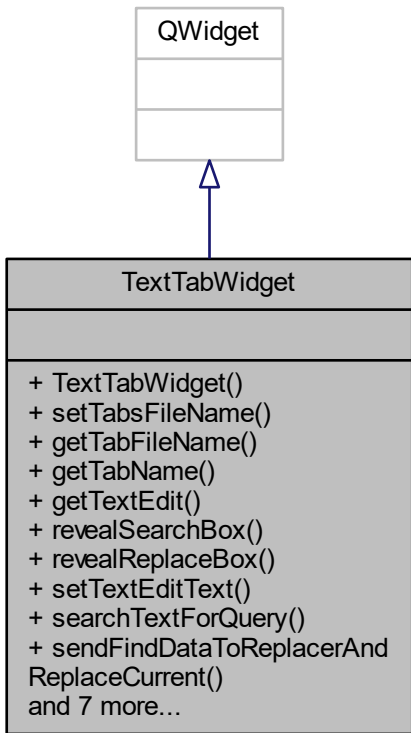 QWidget
TextTabWidget
+ TextTabWidget()
+ setTabsFileName()
+ getTabFileName()
+ getTabName()
+ getTextEdit()
+ revealSearchBox()
+ revealReplaceBox()
+ setTextEditText()
+ searchTextForQuery()
+ sendFindDataToReplacerAnd
ReplaceCurrent()
and 7 more...